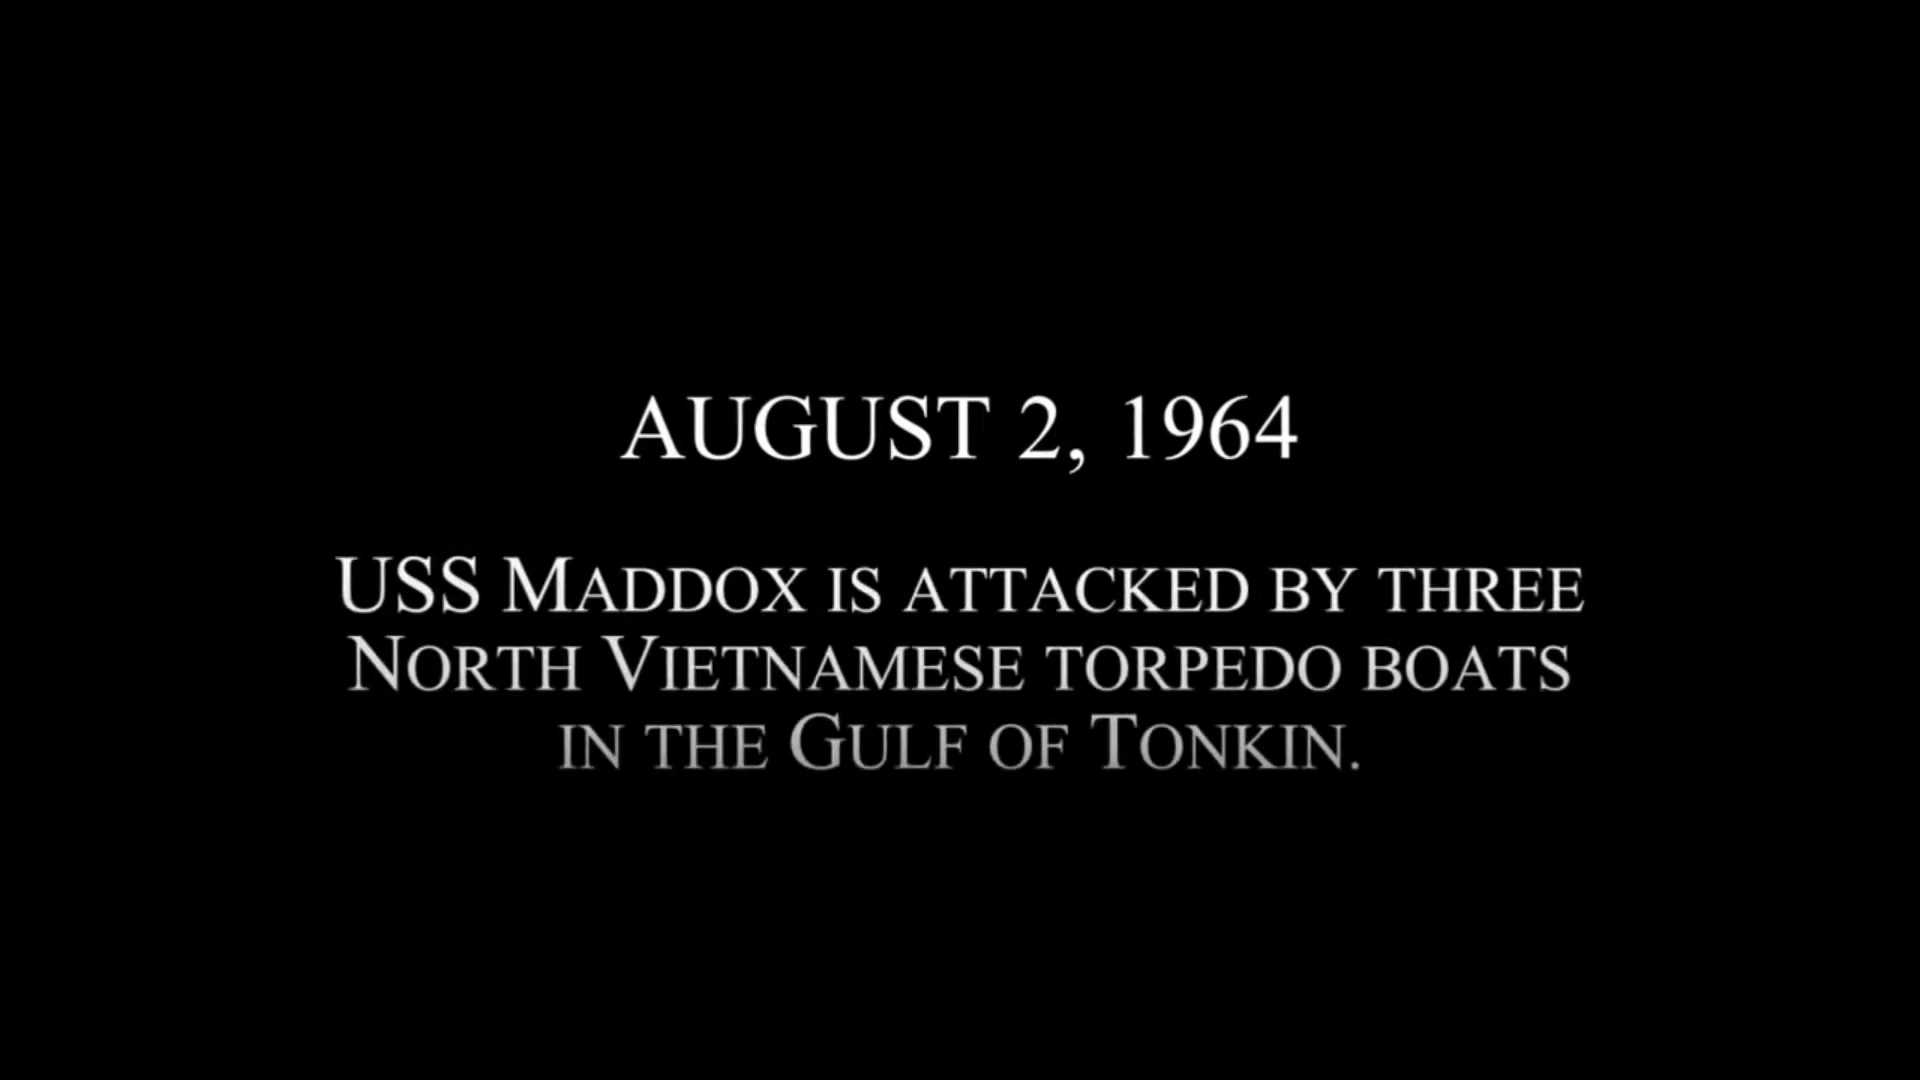 AUGUST 2, 1964
USS MADDOX IS ATTACKED BY THREE
NORTH VIETNAMESE TORPEDO BOATS
IN THE GULF OF TONKIN.